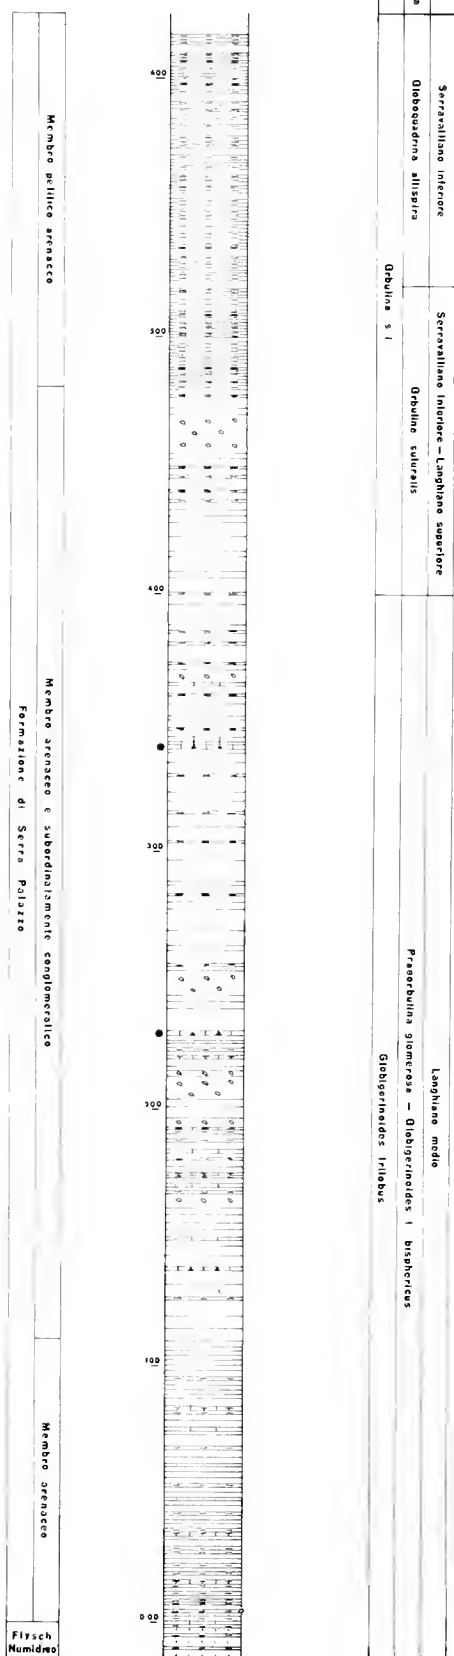 Membro pelitico arenaceo
Membro arenaceo e subordinatamente conglomeratico
Membro arenaceo
Formazione di Serra Palazzo
Flysch
Numidico
600
500
400
300
200
100
000
Serravalliano inferiore
Serravalliano inferiore – Langhiano superiore
Langhiano medio
Globoquadrina altispira
Orbulina suturalis
Praeorbulina glomerosa – Globigerinoides t bisphericus
Orbulina s l
Globigerinoides trilobus